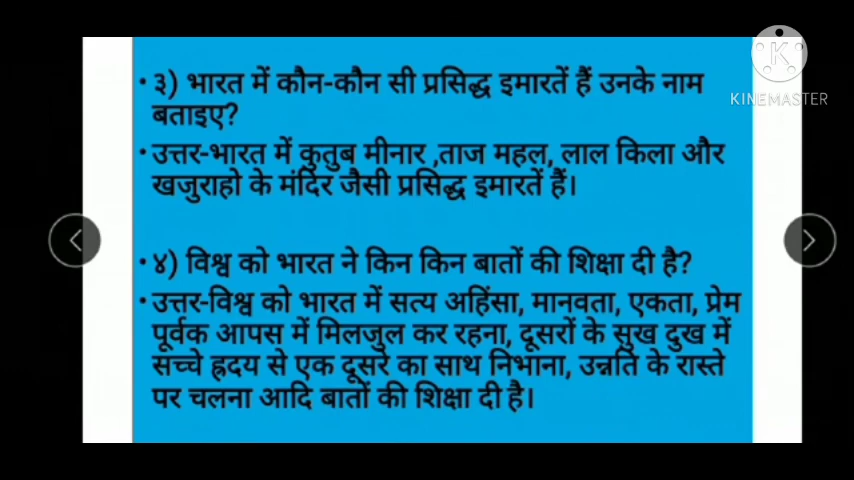 • ३) भारत में कौन-कौन सी प्रसिद्ध इमारतें हैं उनके नाम
बताइए?
• उत्तर-भारत में कुतुब मीनार ,ताज महल, लाल किला और
खजुराहो के मंदिर जैसी प्रसिद्ध इमारतें हैं।
• ४) विश्व को भारत ने किन किन बातों की शिक्षा दी है?
• उत्तर-विश्व को भारत में सत्य अहिंसा, मानवता, एकता, प्रेम
पूर्वक आपस में मिलजुल कर रहना, दूसरों के सुख दुख में
सच्चे ह्रदय से एक दूसरे का साथ निभाना, उन्नति के रास्ते
पर चलना आदि बातों की शिक्षा दी है।
K
KINEMASTER